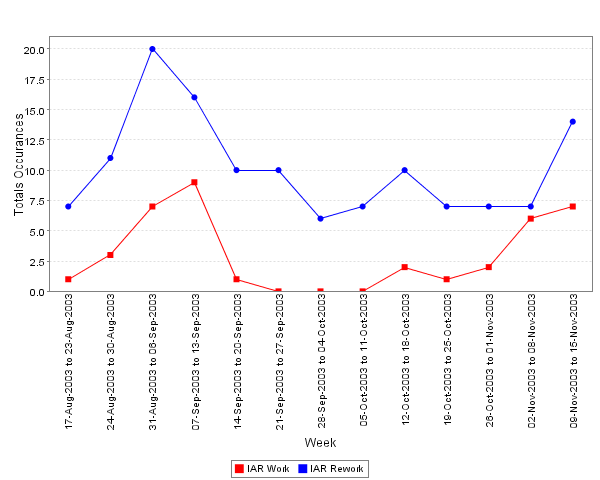 Totals Occurances
20.0
17.5
15.0
12.5
10.0
7.5
5.0
2.5
0.0
17-Aug-2003 to 23-Aug-2003
24-Aug-2003 to 30-Aug-2003
31-Aug-2003 to 06-Sep-2003
07-Sep-2003 to 13-Sep-2003
14-Sep-2003 to 20-Sep-2003
21-Sep-2003 to 27-Sep-2003
28-Sep-2003 to 04-Oct-2003
05-Oct-2003 to 11-Oct-2003
12-Oct-2003 to 18-Oct-2003
19-Oct-2003 to 25-Oct-2003
26-Oct-2003 to 01-Nov-2003
02-Nov-2003 to 08-Nov-2003
09-Nov-2003 to 15-Nov-2003
Week
IAR Work IAR Rework